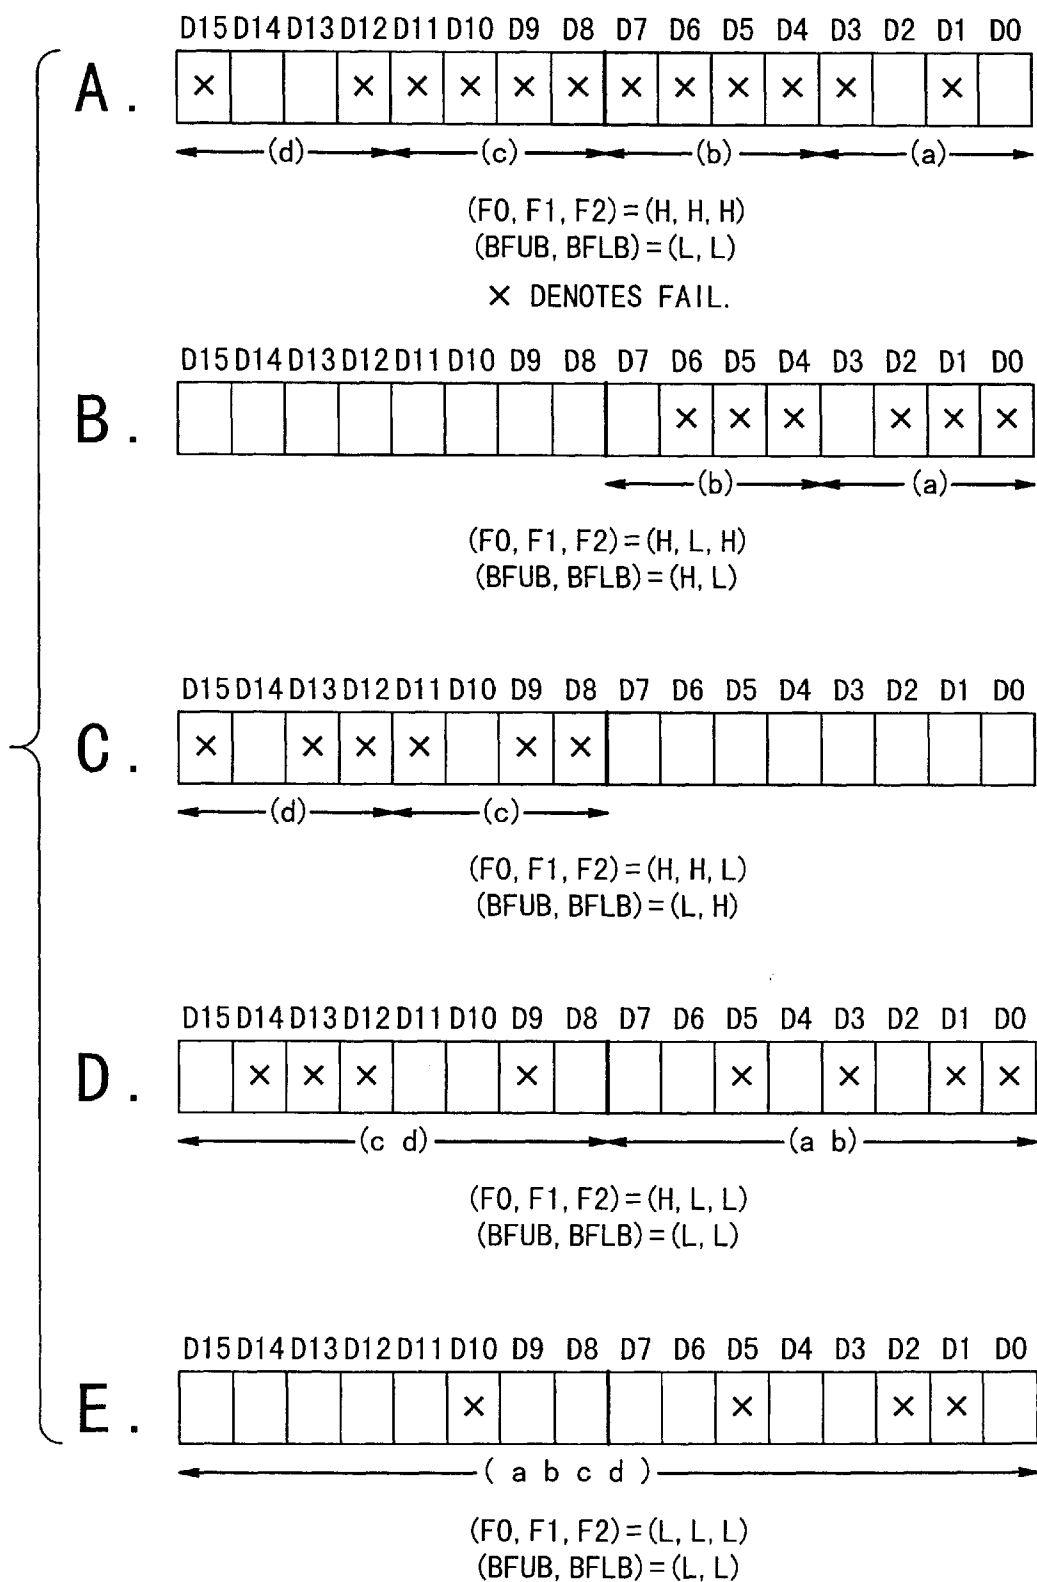 D15 D14 D13 D12 D11 D10 D9 D8 D7 D6 D5 D4 D3 D2 D1 D0
A. × × × × × × × × × × × ×
(d) (c) (b) (a)
(F0, F1, F2)=(H, H, H)
(BFUB, BFLB)=(L, L)
× DENOTES FAIL.
D15 D14 D13 D12 D11 D10 D9 D8 D7 D6 D5 D4 D3 D2 D1 D0
B. × × × × × ×
(b) (a)
(F0, F1, F2)=(H, L, H)
(BFUB, BFLB)=(H, L)
D15 D14 D13 D12 D11 D10 D9 D8 D7 D6 D5 D4 D3 D2 D1 D0
C. × × × × × ×
(d) (c)
(F0, F1, F2)=(H, H, L)
(BFUB, BFLB)=(L, H)
D15 D14 D13 D12 D11 D10 D9 D8 D7 D6 D5 D4 D3 D2 D1 D0
D. × × × × × × × ×
(c d) (a b)
(F0, F1, F2)=(H, L, L)
(BFUB, BFLB)=(L, L)
D15 D14 D13 D12 D11 D10 D9 D8 D7 D6 D5 D4 D3 D2 D1 D0
E. × × × ×
( a b c d )
(F0, F1, F2)=(L, L, L)
(BFUB, BFLB)=(L, L)